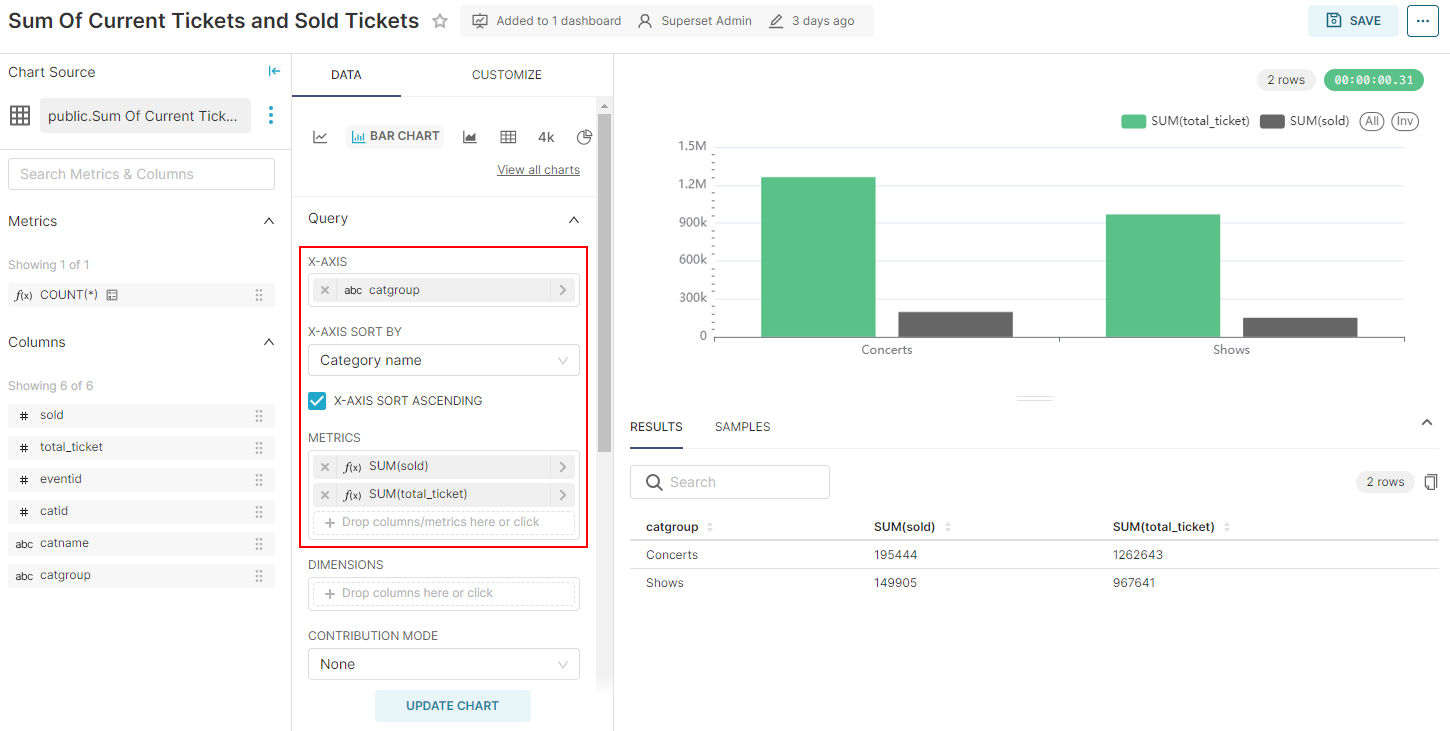 Sum Of Current Tickets and Sold Tickets
Added to 1 dashboard
Superset Admin
3 days ago
SAVE
...
Chart Source
public.Sum Of Current Tick...
Search Metrics & Columns
Metrics
Showing 1 of 1
f(x) COUNT(*)
Columns
Showing 6 of 6
# sold
# total_ticket
# eventid
# catid
abc catname
abc catgroup
DATA
CUSTOMIZE
BAR CHART
4k
View all charts
Query
X-AXIS
abc catgroup
X-AXIS SORT BY
Category name
X-AXIS SORT ASCENDING
METRICS
f(x) SUM(sold)
f(x) SUM(total_ticket)
+ Drop columns/metrics here or click
DIMENSIONS
+ Drop columns here or click
CONTRIBUTION MODE
None
UPDATE CHART
2 rows
00:00:00.31
SUM(total_ticket)
SUM(sold)
All
Inv
1.5M
1.2M
900k
600k
300k
0
Concerts
Shows
RESULTS
SAMPLES
Search
2 rows
catgroup SUM(sold) SUM(total_ticket)
Concerts 195444 1262643
Shows 149905 967641